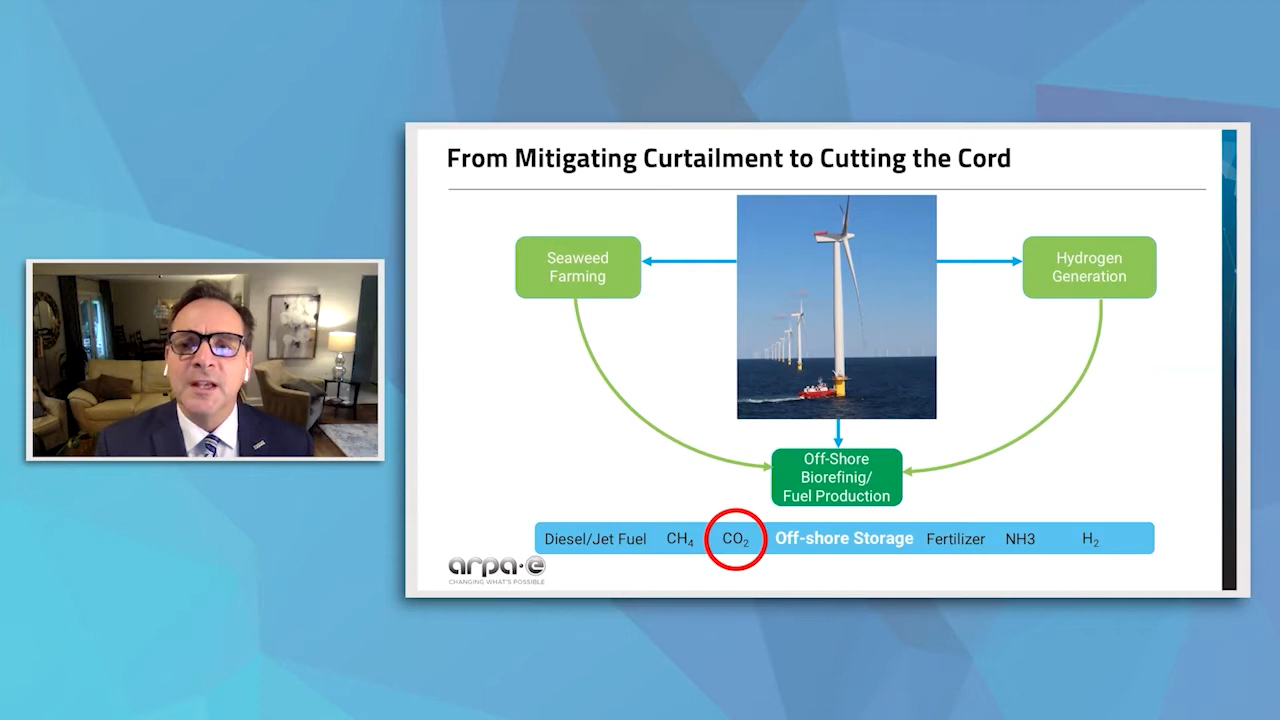 From Mitigating Curtailment to Cutting the Cord
Seaweed
Farming
Hydrogen
Generation
Off-Shore
Biorefinig/
Fuel Production
Diesel/Jet Fuel CH₄ CO₂ Off-shore Storage Fertilizer NH3 H₂
arpa·e
CHANGING WHAT'S POSSIBLE